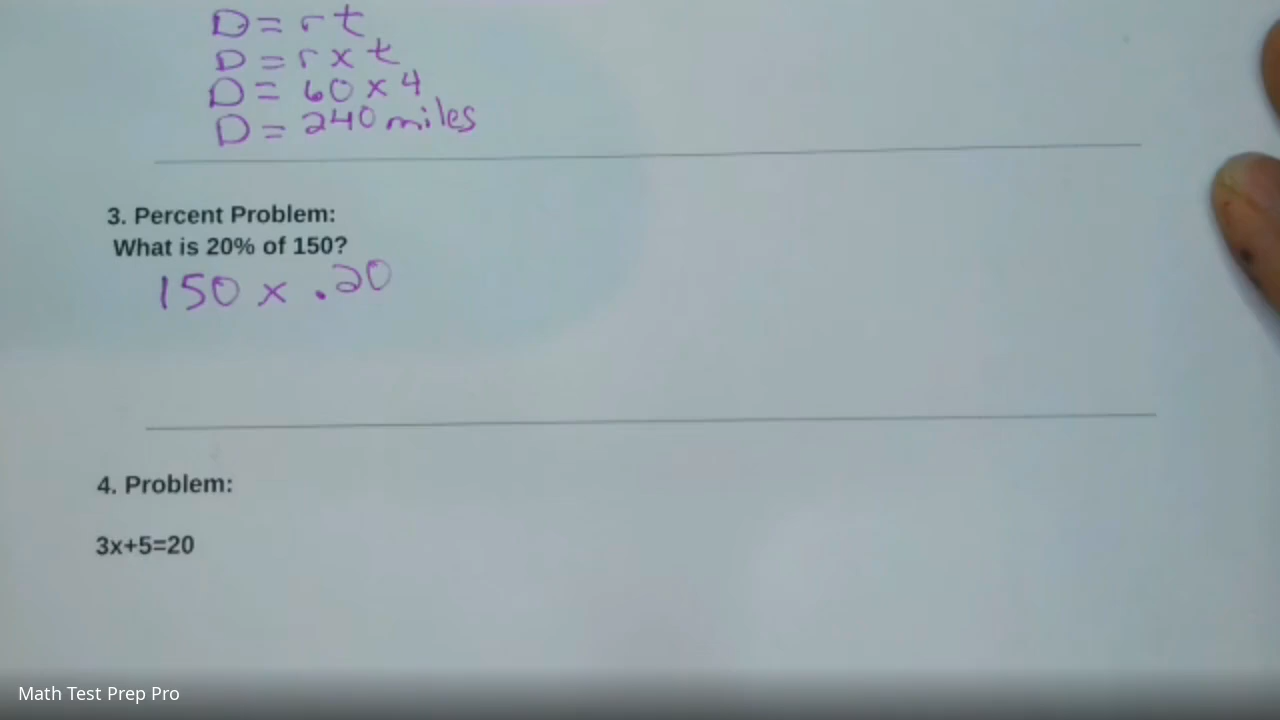 D = r t
D = r x t
D = 60 x 4
D = 240 miles
3. Percent Problem:
What is 20% of 150?
150 x .20
4. Problem:
3x+5=20
Math Test Prep Pro